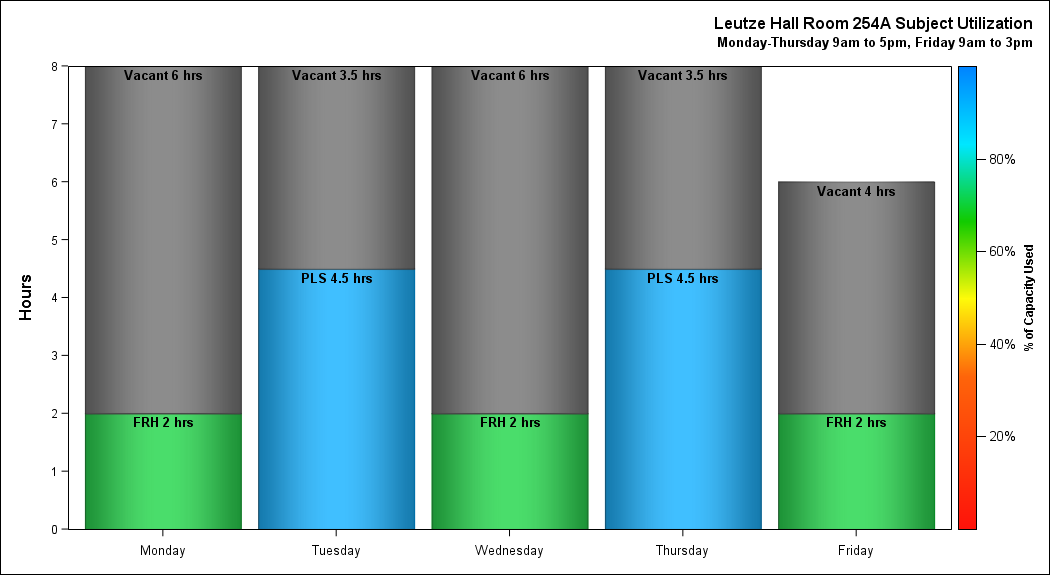 Leutze Hall Room 254A Subject Utilization
Monday-Thursday 9am to 5pm, Friday 9am to 3pm
Hours
8
7
6
5
4
3
2
1
0
Vacant 6 hrs
FRH 2 hrs
Vacant 3.5 hrs
PLS 4.5 hrs
Vacant 6 hrs
FRH 2 hrs
Vacant 3.5 hrs
PLS 4.5 hrs
Vacant 4 hrs
FRH 2 hrs
Monday
Tuesday
Wednesday
Thursday
Friday
80%
60%
40%
20%
% of Capacity Used